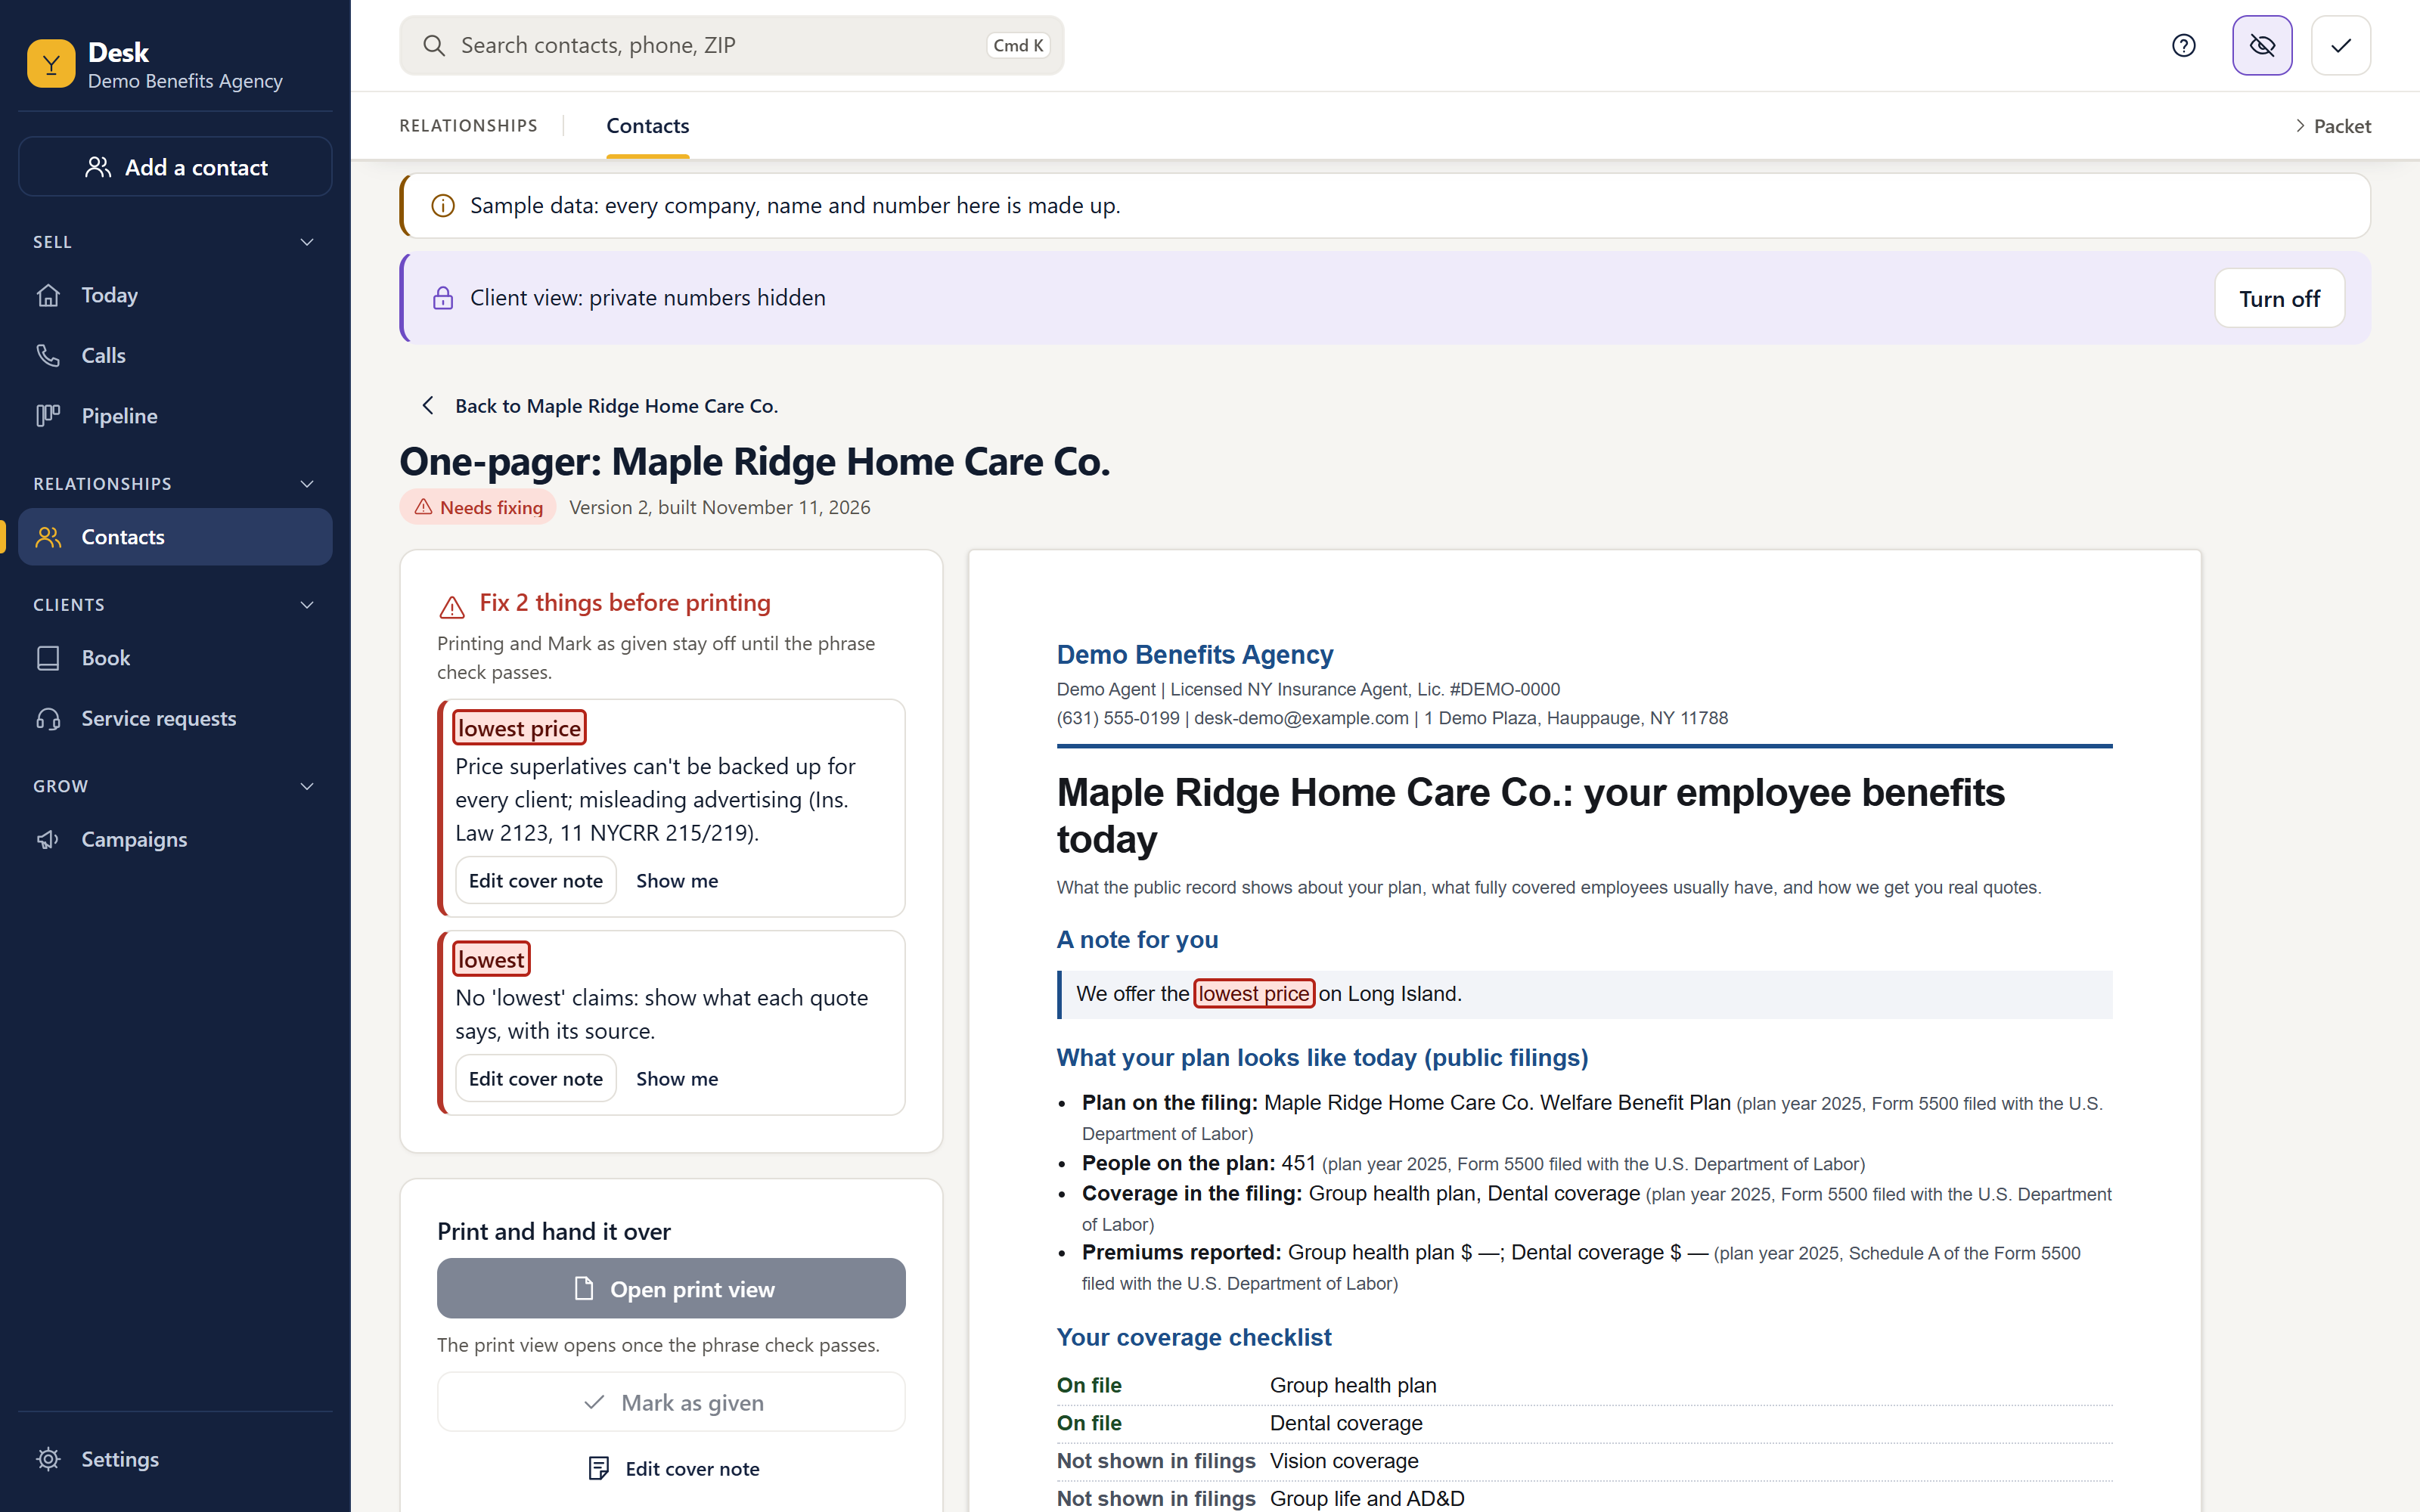 Desk
Demo Benefits Agency
Add a contact
SELL
Today
Calls
Pipeline
RELATIONSHIPS
Contacts
CLIENTS
Book
Service requests
GROW
Campaigns
Settings
Search contacts, phone, ZIP
Cmd K
RELATIONSHIPS
Contacts
Packet
Sample data: every company, name and number here is made up.
Client view: private numbers hidden
Turn off
Back to Maple Ridge Home Care Co.
One-pager: Maple Ridge Home Care Co.
Needs fixing
Version 2, built November 11, 2026
Fix 2 things before printing
Printing and Mark as given stay off until the phrase
check passes.
lowest price
Price superlatives can't be backed up for
every client; misleading advertising (Ins.
Law 2123, 11 NYCRR 215/219).
Edit cover note
Show me
lowest
No 'lowest' claims: show what each quote
says, with its source.
Edit cover note
Show me
Print and hand it over
Open print view
The print view opens once the phrase check passes.
Mark as given
Edit cover note
Demo Benefits Agency
Demo Agent | Licensed NY Insurance Agent, Lic. #DEMO-0000
(631) 555-0199 | desk-demo@example.com | 1 Demo Plaza, Hauppauge, NY 11788
Maple Ridge Home Care Co.: your employee benefits
today
What the public record shows about your plan, what fully covered employees usually have, and how we get you real quotes.
A note for you
We offer the lowest price on Long Island.
What your plan looks like today (public filings)
• Plan on the filing: Maple Ridge Home Care Co. Welfare Benefit Plan (plan year 2025, Form 5500 filed with the U.S.
Department of Labor)
• People on the plan: 451 (plan year 2025, Form 5500 filed with the U.S. Department of Labor)
• Coverage in the filing: Group health plan, Dental coverage (plan year 2025, Form 5500 filed with the U.S. Department
of Labor)
• Premiums reported: Group health plan $ —; Dental coverage $ — (plan year 2025, Schedule A of the Form 5500
filed with the U.S. Department of Labor)
Your coverage checklist
On file Group health plan
On file Dental coverage
Not shown in filings Vision coverage
Not shown in filings Group life and AD&D